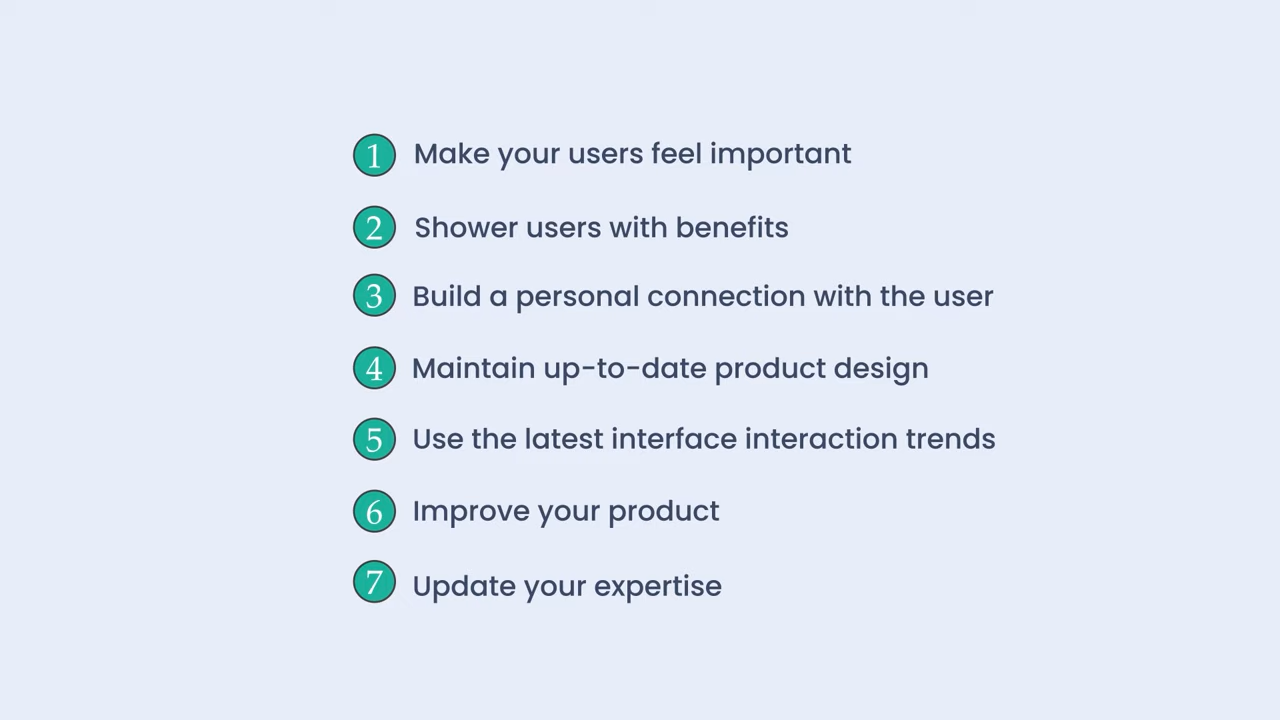 1 Make your users feel important
2 Shower users with benefits
3 Build a personal connection with the user
4 Maintain up-to-date product design
5 Use the latest interface interaction trends
6 Improve your product
7 Update your expertise